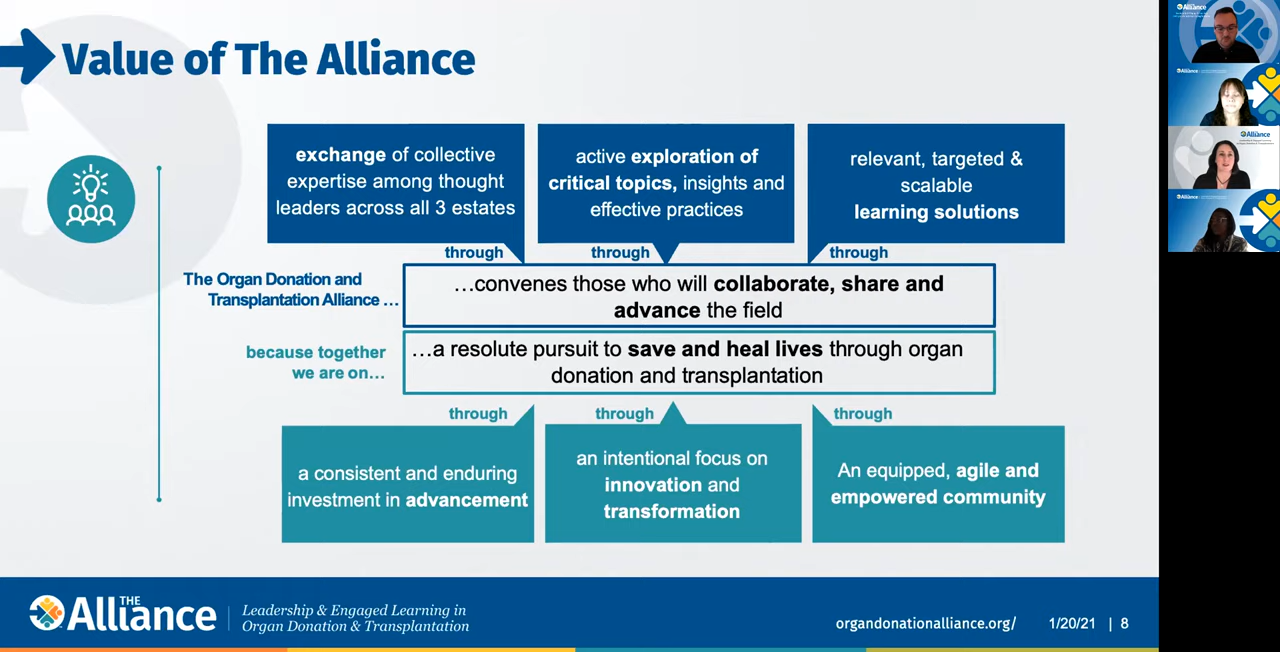 Value of The Alliance
exchange of collective
expertise among thought
leaders across all 3 estates
active exploration of
critical topics, insights and
effective practices
relevant, targeted &
scalable
learning solutions
through
through
through
The Organ Donation and
Transplantation Alliance ...
...convenes those who will collaborate, share and
advance the field
because together
we are on...
...a resolute pursuit to save and heal lives through organ
donation and transplantation
through
through
through
a consistent and enduring
investment in advancement
an intentional focus on
innovation and
transformation
An equipped, agile and
empowered community
THE
Alliance
Leadership & Engaged Learning in
Organ Donation & Transplantation
organdonationalliance.org/
1/20/21 | 8
Alliance
Alliance
Alliance
Alliance